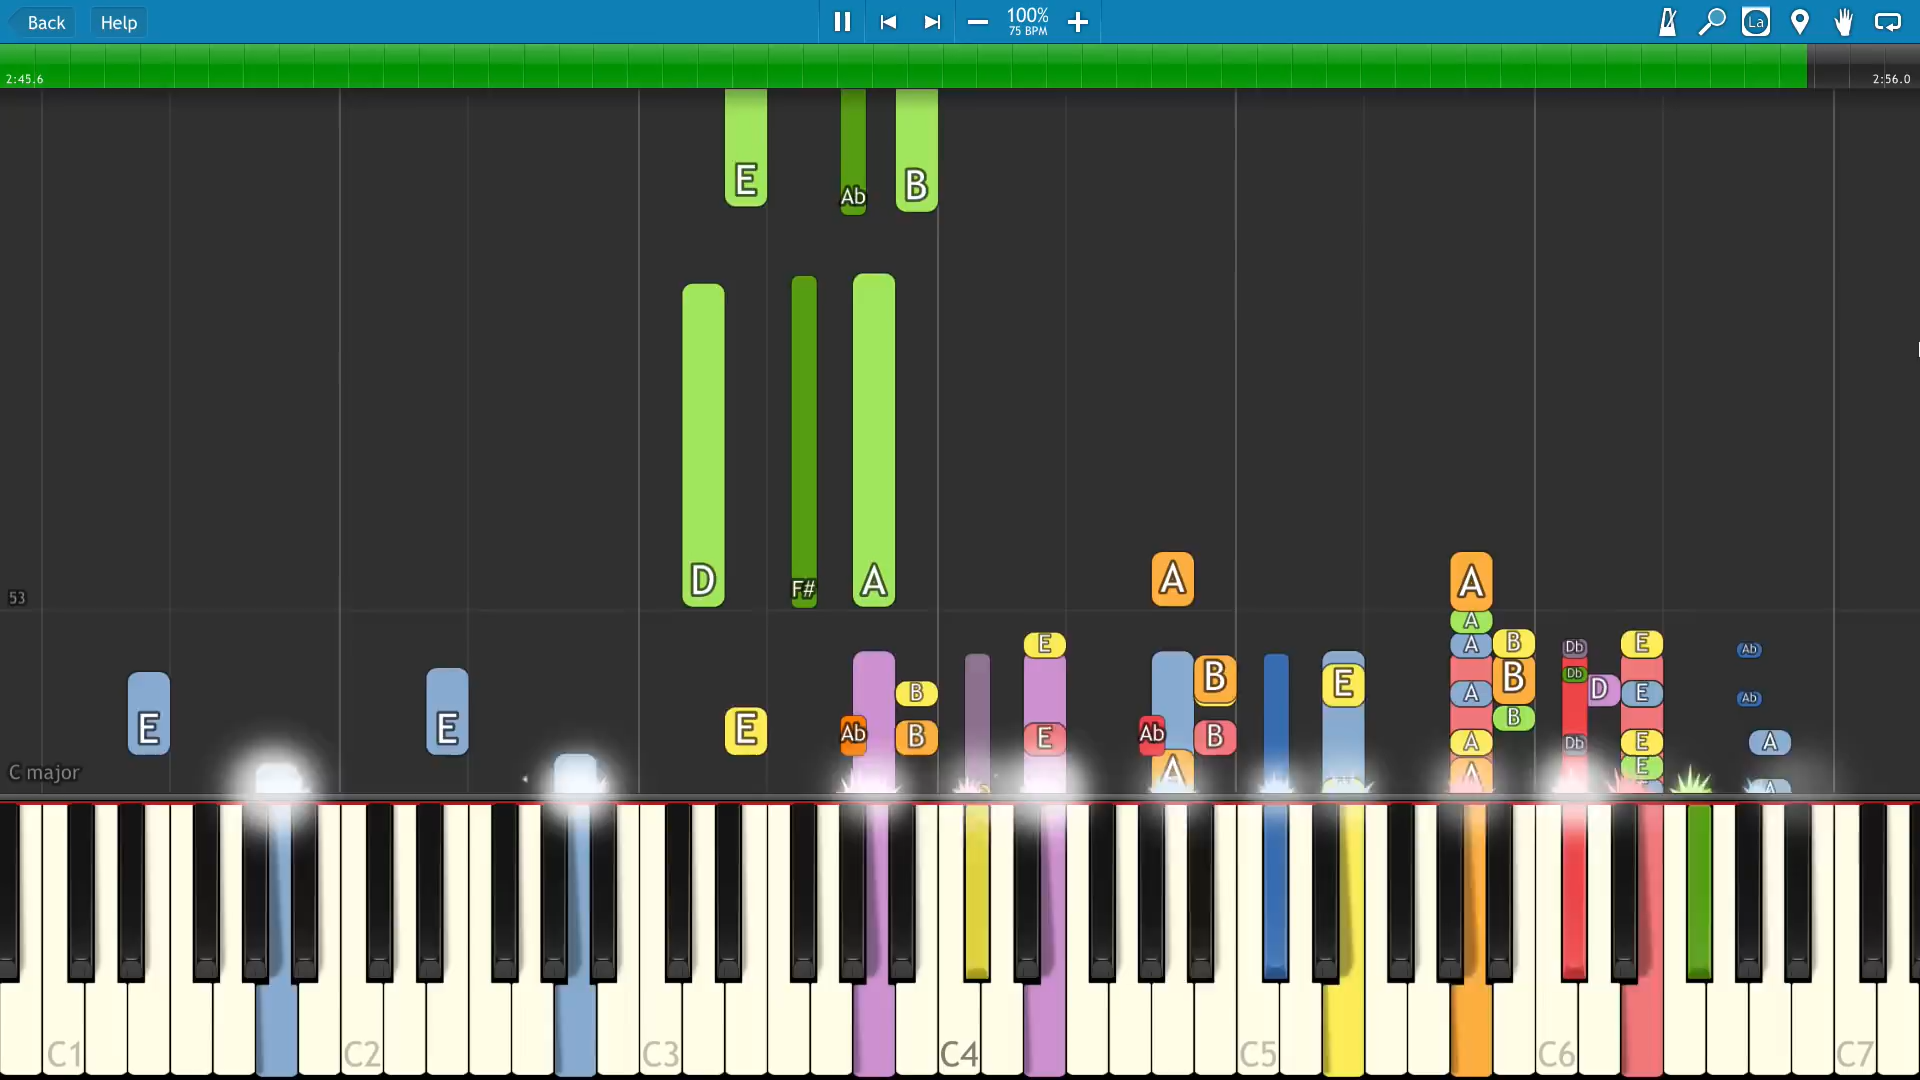 Back Help 100% La
75 BPM
2:45.6 2:56.0
E Ab B
D F# A A A
53
A
E Db E Ab
A B
E B A
B B E B D E Ab
A
E E E Ab B E Ab B B A E Db E A
C major A A E A
C1 C2 C3 C4 C5 C6 C7